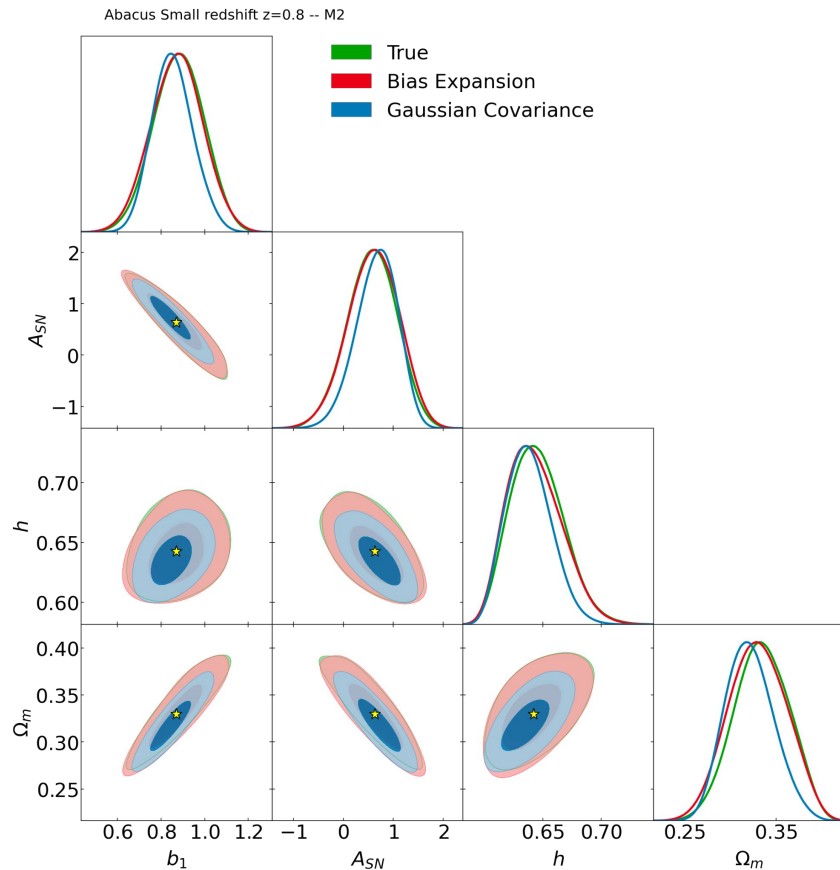 Abacus Small redshift z=0.8 -- M2
True
Bias Expansion
Gaussian Covariance
2
1
0
−1
A_SN
0.70
0.65
0.60
h
0.40
0.35
0.30
0.25
Ω_m
0.6 0.8 1.0 1.2
b_1
−1 0 1 2
A_SN
0.65 0.70
h
0.25 0.35
Ω_m